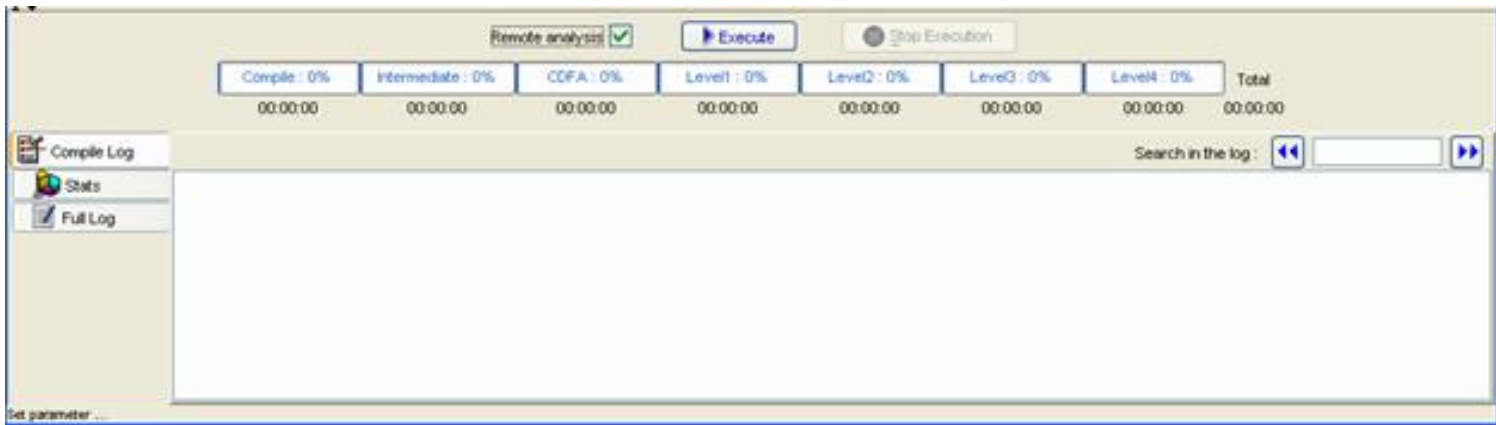 Remote analysis Execute Stop Execution
Compile : 0% Intermediate : 0% CDFA : 0% Level1 : 0% Level2 : 0% Level3 : 0% Level4 : 0% Total
00:00:00 00:00:00 00:00:00 00:00:00 00:00:00 00:00:00 00:00:00 00:00:00
Compile Log Search in the log :
Stats
Full Log
Set parameter ...